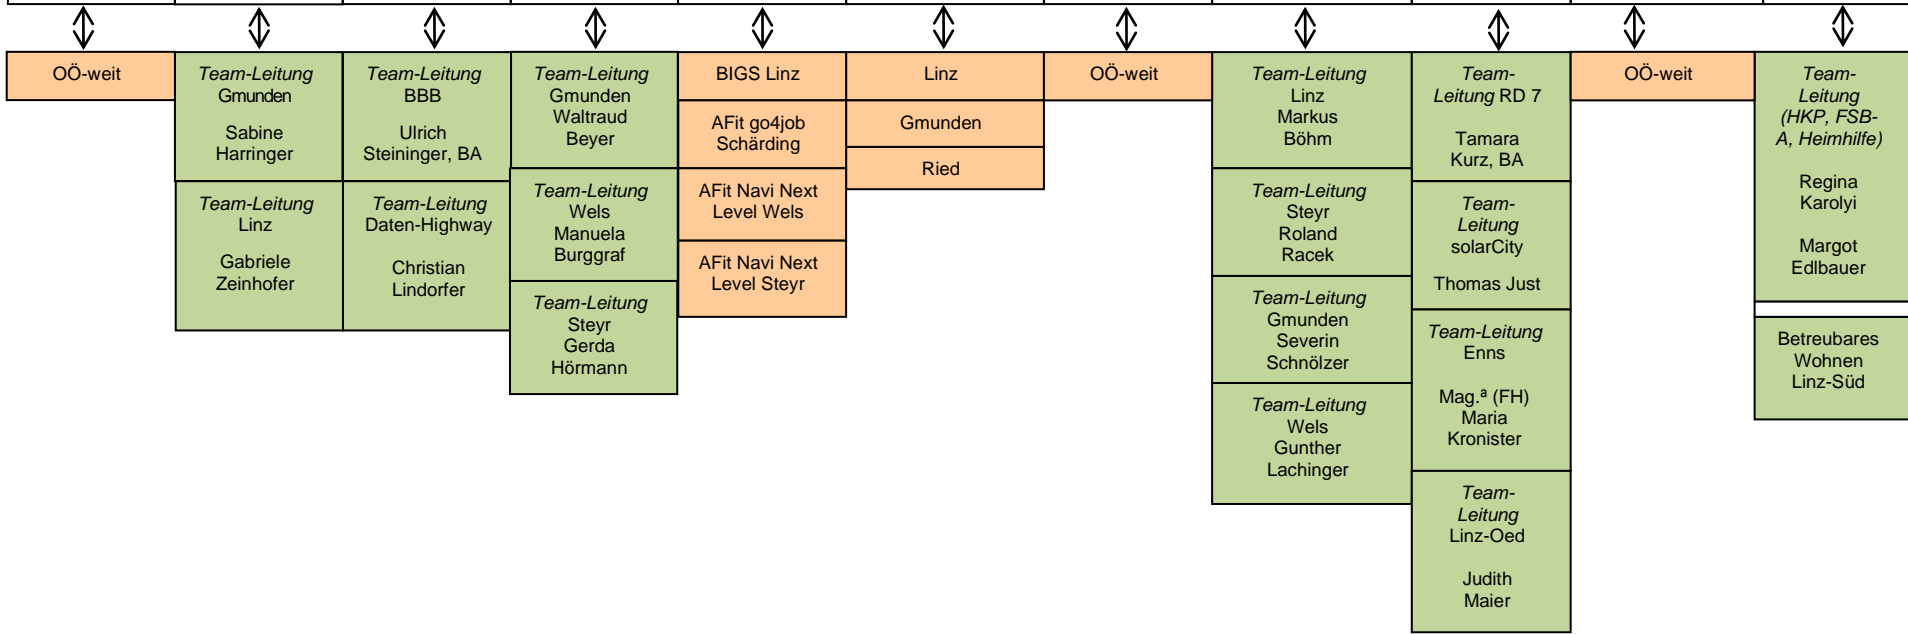 OÖ-weit
Team-Leitung
Gmunden
Sabine
Harringer
Team-Leitung
Linz
Gabriele
Zeinhofer
Team-Leitung
BBB
Ulrich
Steininger, BA
Team-Leitung
Daten-Highway
Christian
Lindorfer
Team-Leitung
Gmunden
Waltraud
Beyer
Team-Leitung
Wels
Manuela
Burggraf
Team-Leitung
Steyr
Gerda
Hörmann
BIGS Linz
AFit go4job
Schärding
AFit Navi Next
Level Wels
AFit Navi Next
Level Steyr
Linz
Gmunden
Ried
OÖ-weit
Team-Leitung
Linz
Markus
Böhm
Team-Leitung
Steyr
Roland
Racek
Team-Leitung
Gmunden
Severin
Schnölzer
Team-Leitung
Wels
Gunther
Lachinger
Team-
Leitung RD 7
Tamara
Kurz, BA
Team-
Leitung
solarCity
Thomas Just
Team-Leitung
Enns
Mag.ª (FH)
Maria
Kronister
Team-
Leitung
Linz-Oed
Judith
Maier
OÖ-weit
Team-
Leitung
(HKP, FSB-
A, Heimhilfe)
Regina
Karolyi
Margot
Edlbauer
Betreubares
Wohnen
Linz-Süd